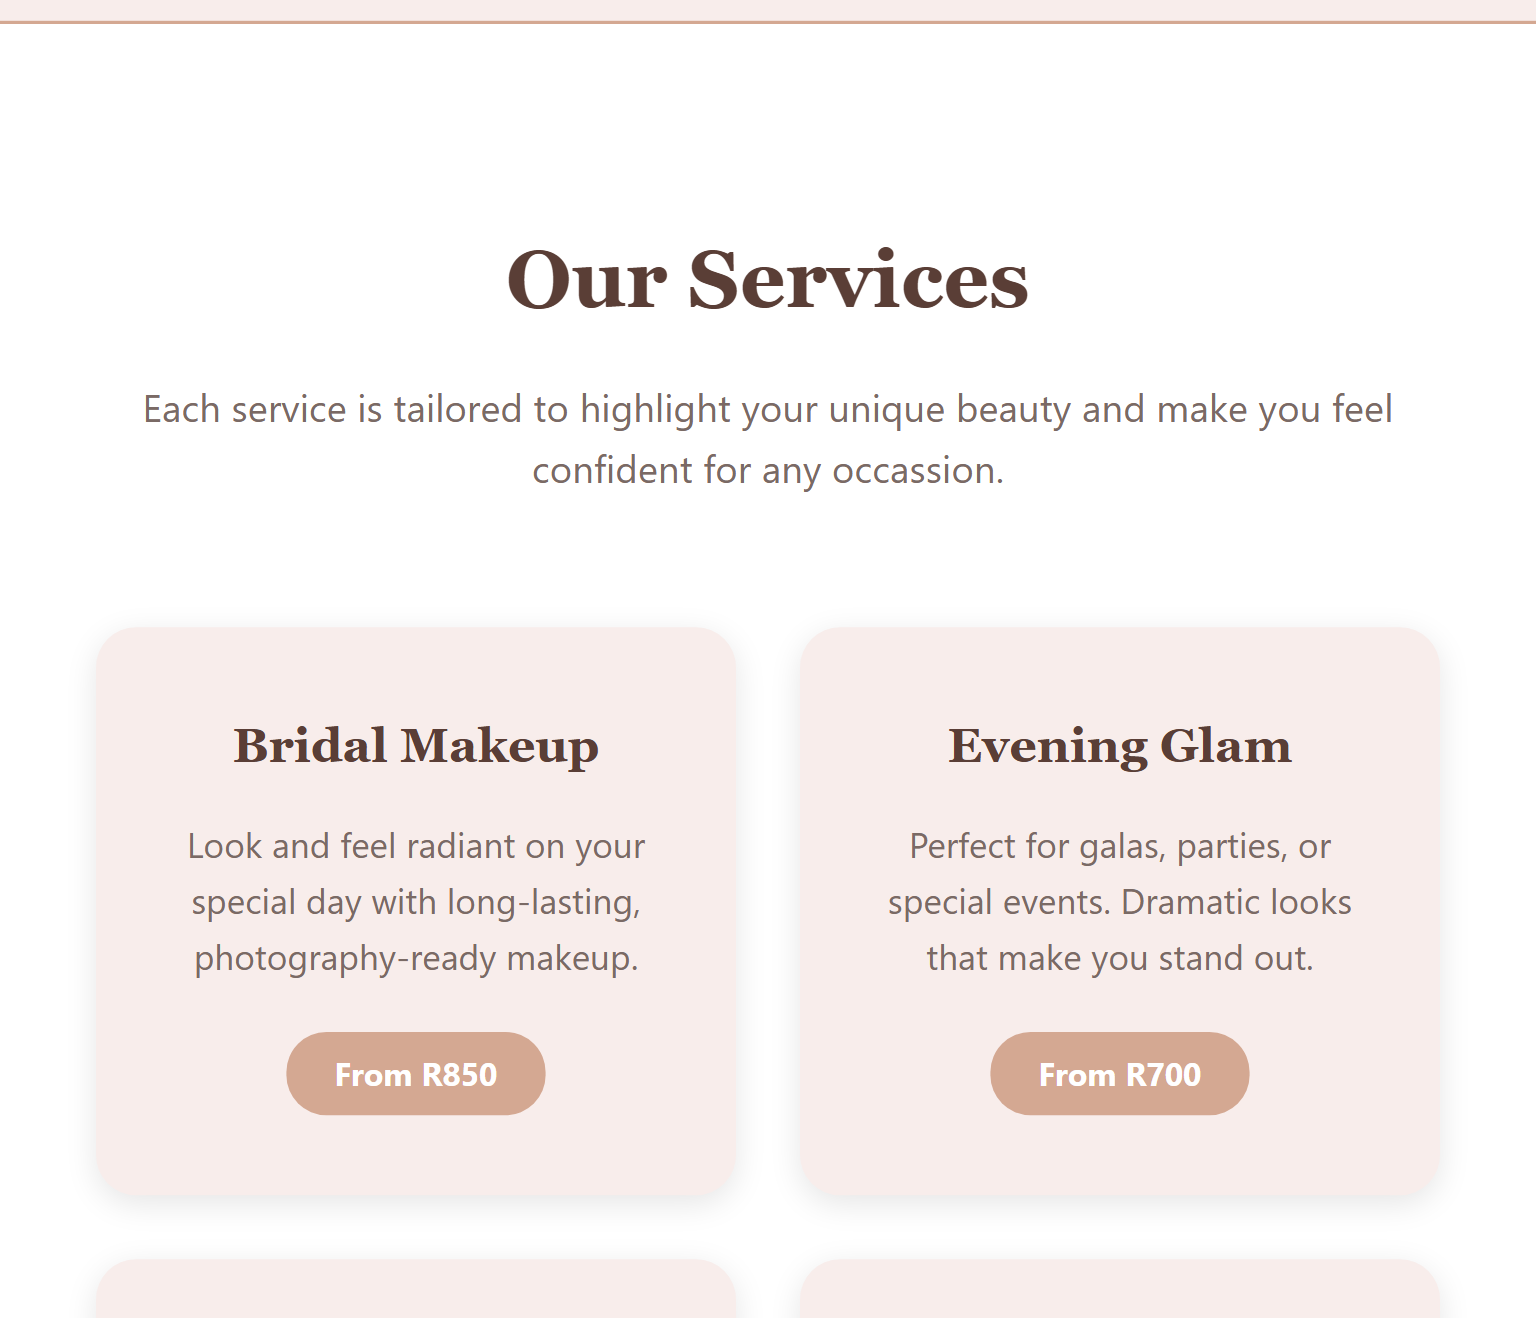 Our Services
Each service is tailored to highlight your unique beauty and make you feel
confident for any occassion.
Bridal Makeup
Look and feel radiant on your
special day with long-lasting,
photography-ready makeup.
From R850
Evening Glam
Perfect for galas, parties, or
special events. Dramatic looks
that make you stand out.
From R700